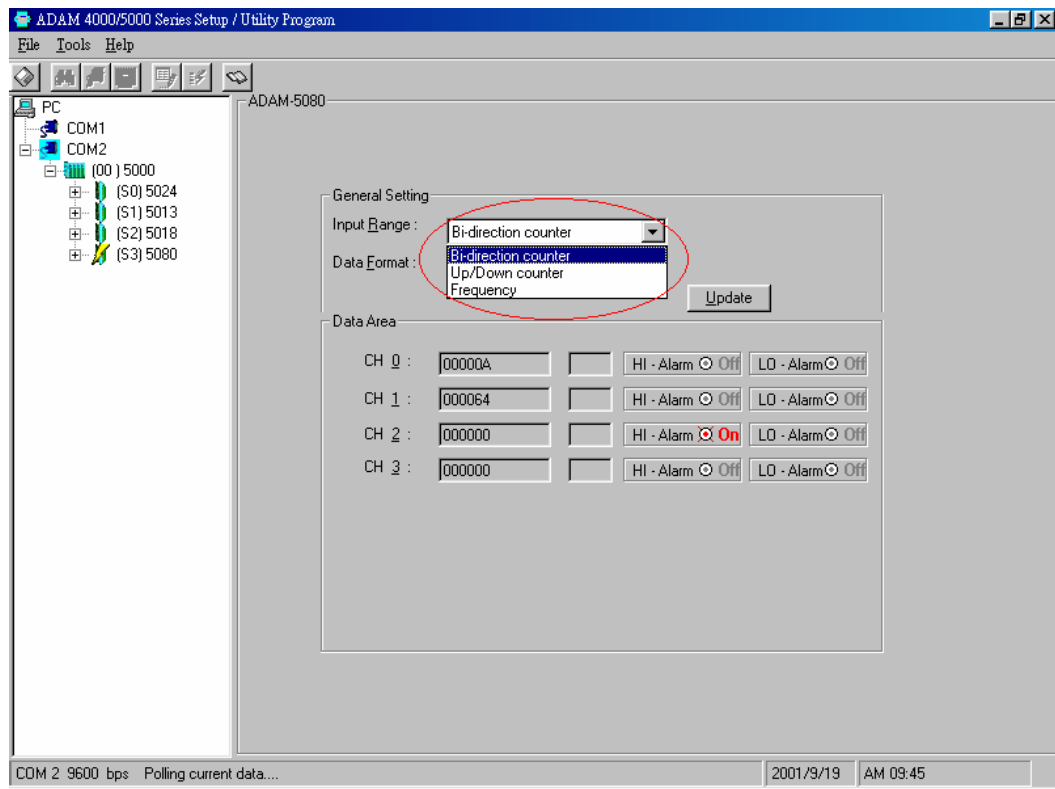 ADAM 4000/5000 Series Setup / Utility Program
File Tools Help
PC
COM1
COM2
(00 ) 5000
(S0) 5024
(S1) 5013
(S2) 5018
(S3) 5080
ADAM-5080
General Setting
Input Range : Bi-direction counter
Bi-direction counter
Data Format :
Up/Down counter
Frequency
Update
Data Area
CH 0 : 00000A HI - Alarm Off LO - Alarm Off
CH 1 : 000064 HI - Alarm Off LO - Alarm Off
CH 2 : 000000 HI - Alarm On LO - Alarm Off
CH 3 : 000000 HI - Alarm Off LO - Alarm Off
COM 2 9600 bps Polling current data.... 2001/9/19 AM 09:45